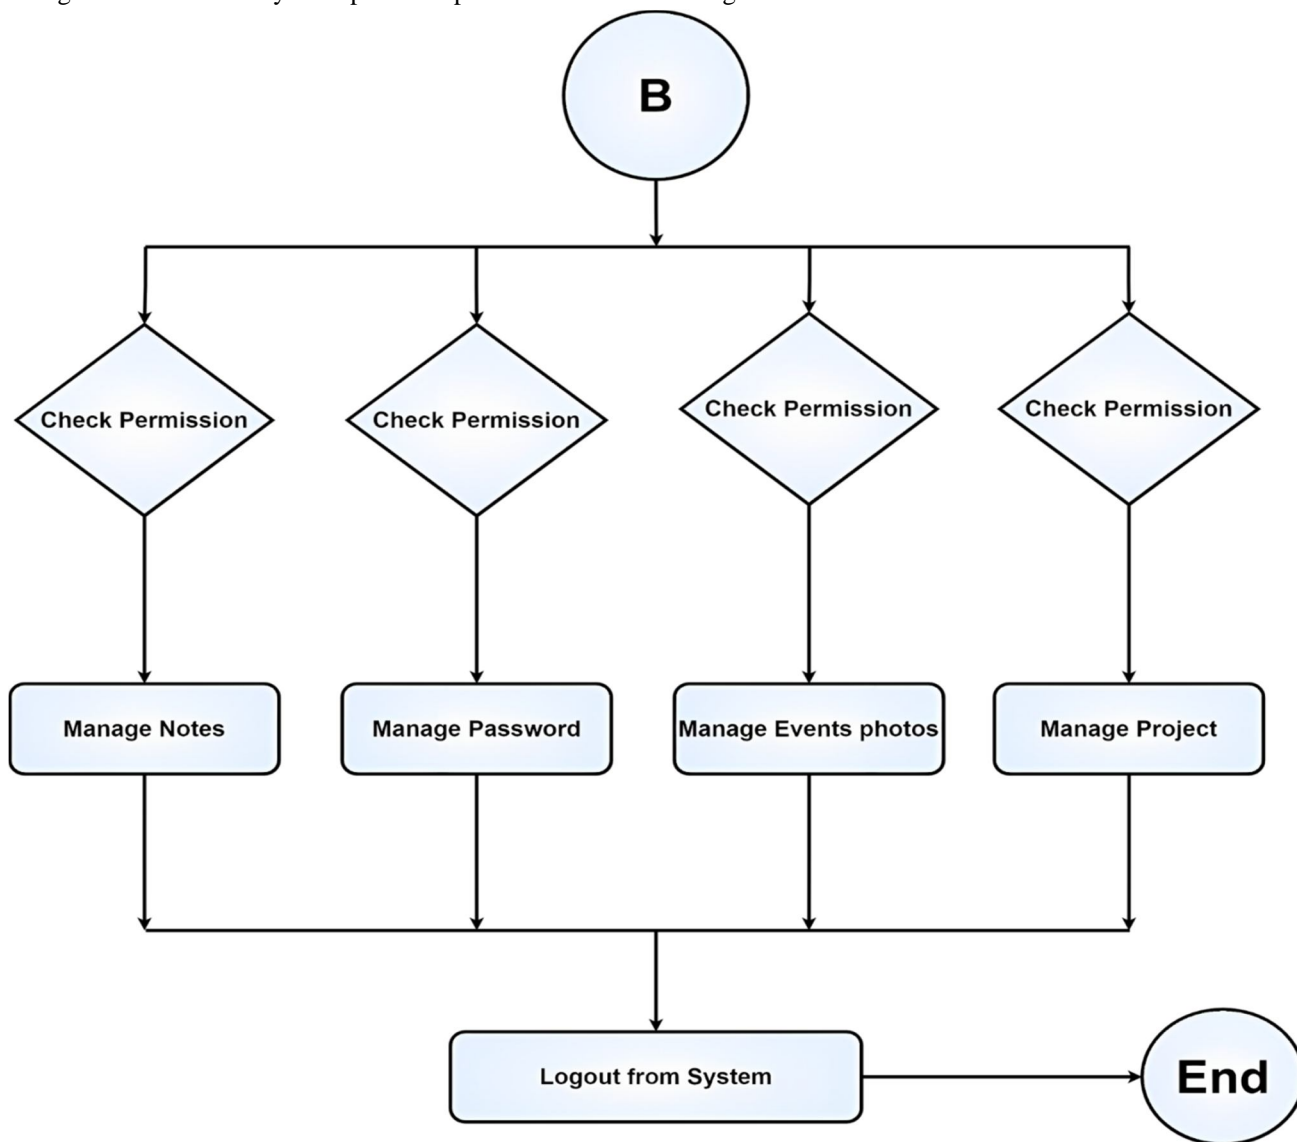 B
Check Permission
Check Permission
Check Permission
Check Permission
Manage Notes
Manage Password
Manage Events photos
Manage Project
Logout from System
End